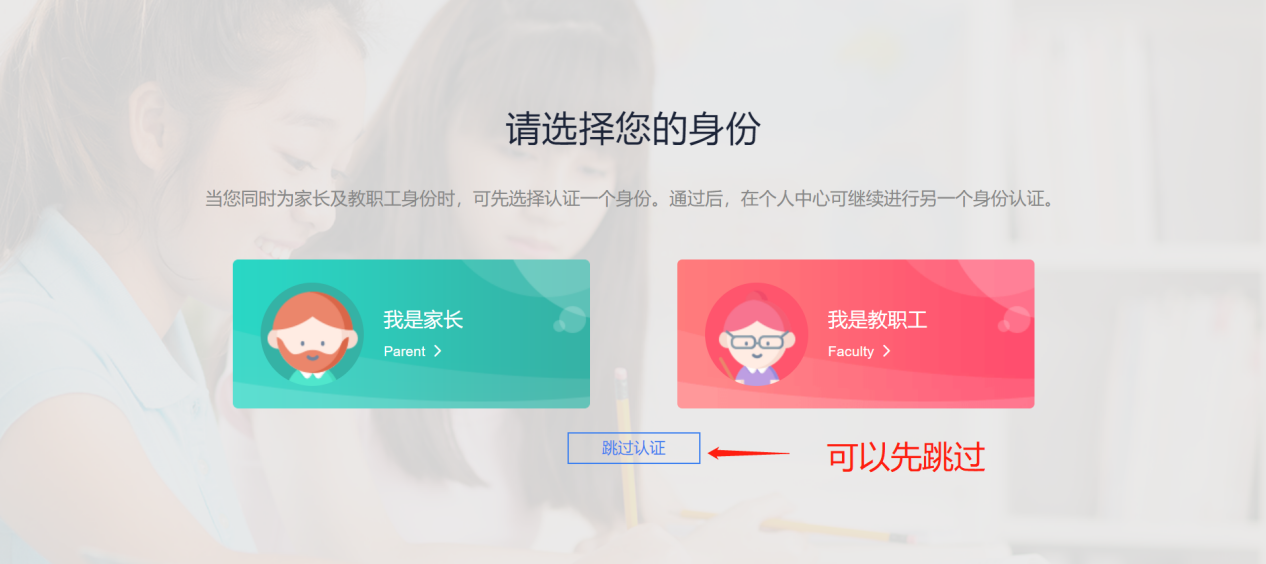 请选择您的身份
当您同时为家长及教职工身份时，可先选择认证一个身份。通过后，在个人中心可继续进行另一个身份认证。
我是家长
Parent
我是教职工
Faculty
跳过认证
可以先跳过